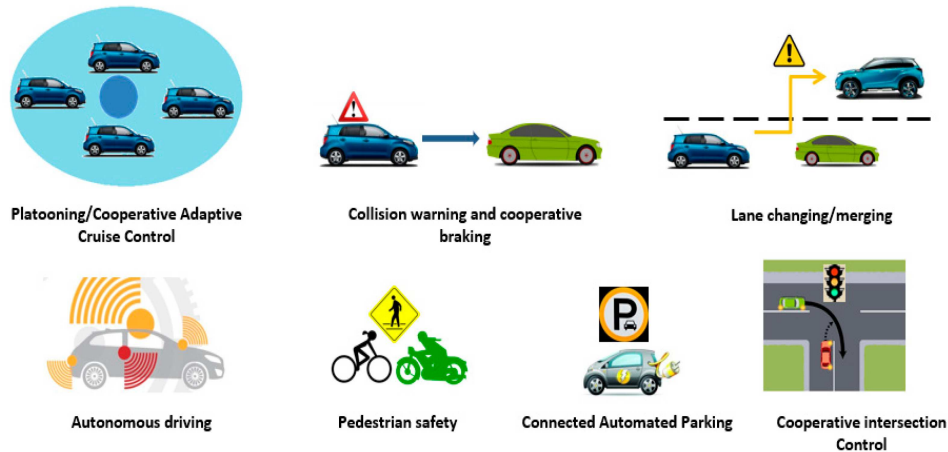 Platooning/Cooperative Adaptive
Cruise Control
Collision warning and cooperative
braking
Lane changing/merging
Autonomous driving
Pedestrian safety
P
Connected Automated Parking
Cooperative intersection
Control